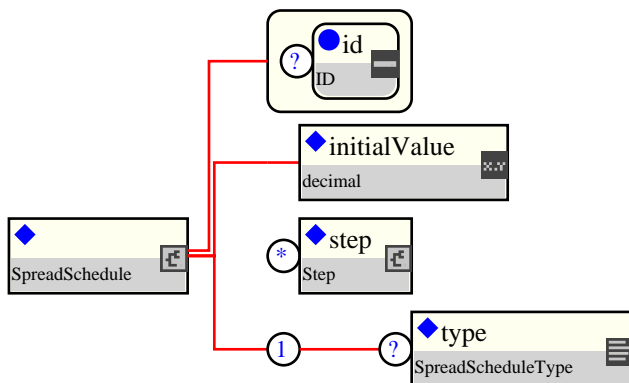 ? id
ID
initialValue
decimal
x.y
SpreadSchedule
* step
Step
1 ? type
SpreadScheduleType